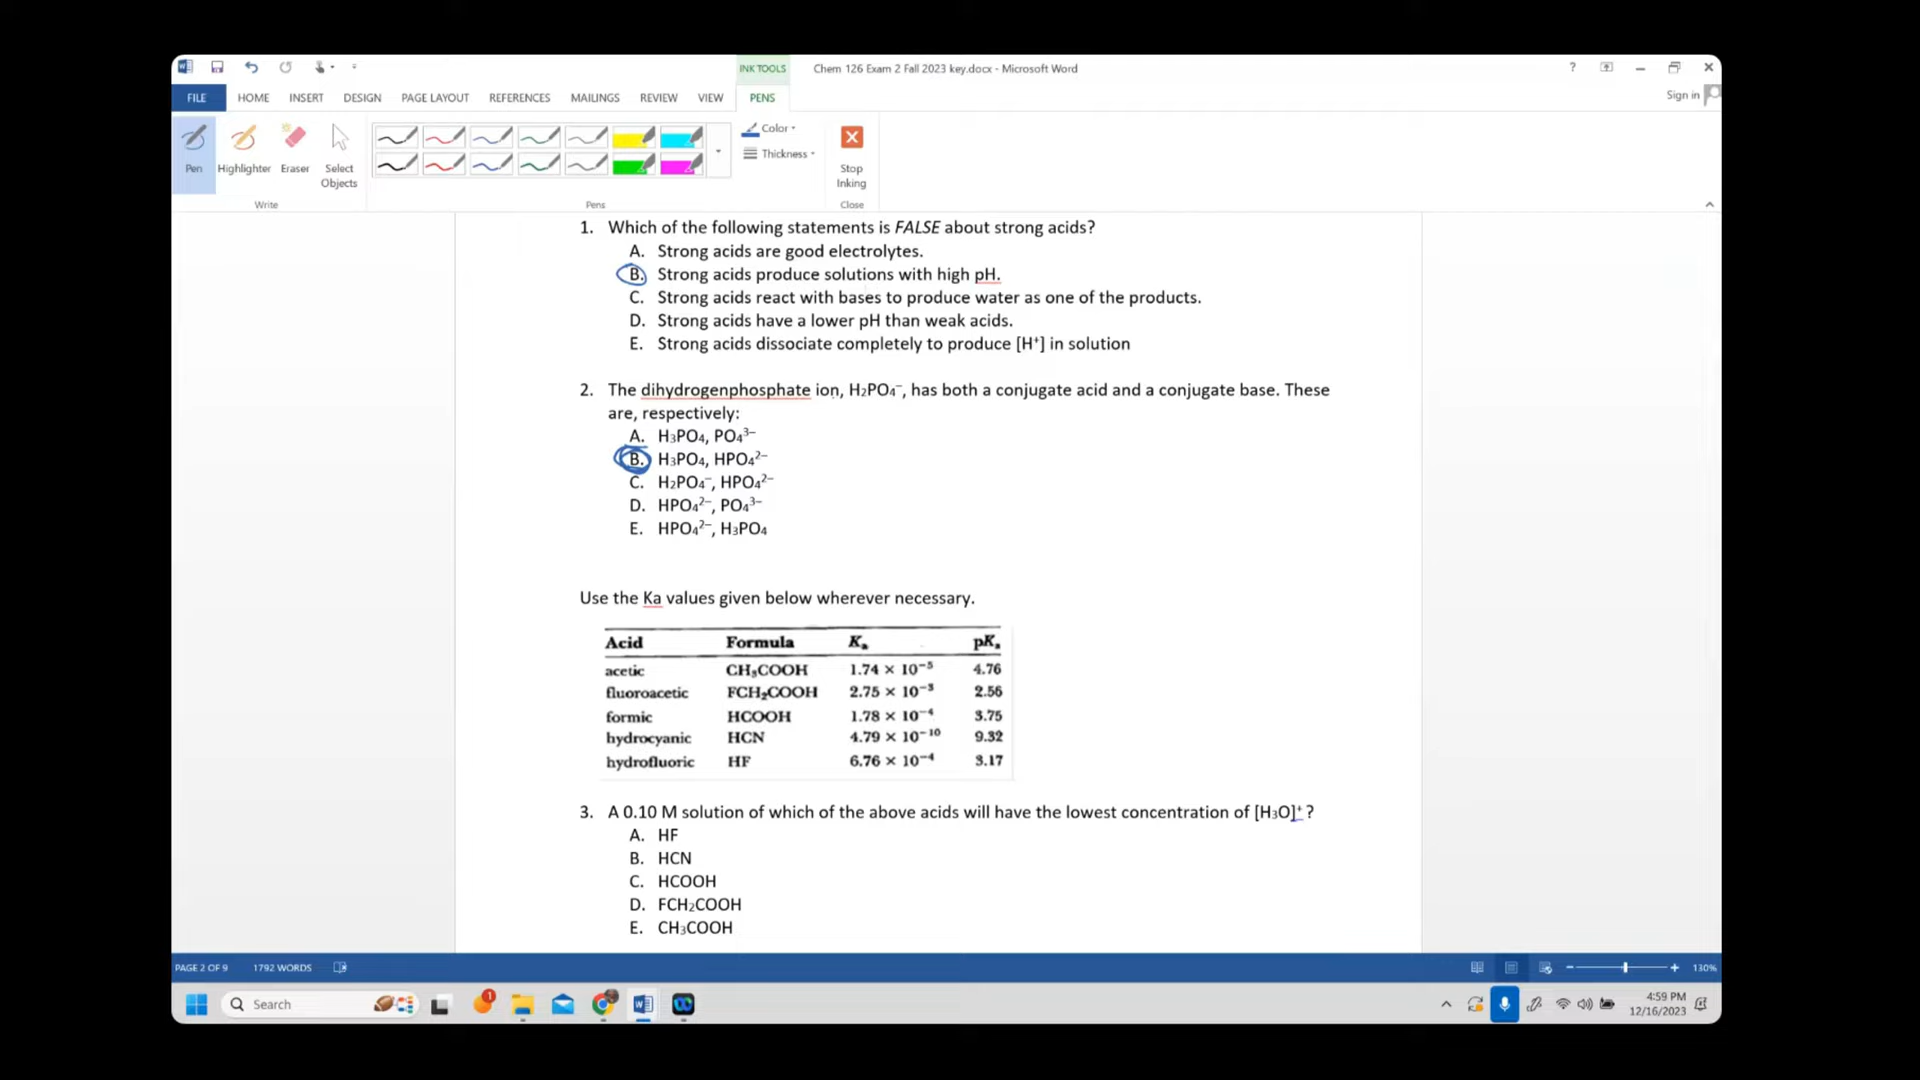 INK TOOLS
Chem 126 Exam 2 Fall 2023 key.docx - Microsoft Word
?
FILE HOME INSERT DESIGN PAGE LAYOUT REFERENCES MAILINGS REVIEW VIEW PENS
Sign in
Pen Highlighter Eraser Select Objects
Color
Thickness
Stop Inking
Write Pens Close
1. Which of the following statements is FALSE about strong acids?
A. Strong acids are good electrolytes.
B. Strong acids produce solutions with high pH.
C. Strong acids react with bases to produce water as one of the products.
D. Strong acids have a lower pH than weak acids.
E. Strong acids dissociate completely to produce [H⁺] in solution
2. The dihydrogenphosphate ion, H₂PO₄⁻, has both a conjugate acid and a conjugate base. These
are, respectively:
A. H₃PO₄, PO₄³⁻
B. H₃PO₄, HPO₄²⁻
C. H₂PO₄⁻, HPO₄²⁻
D. HPO₄²⁻, PO₄³⁻
E. HPO₄²⁻, H₃PO₄
Use the Ka values given below wherever necessary.
Acid Formula Kₐ pKₐ
acetic CH₃COOH 1.74 × 10⁻⁵ 4.76
fluoroacetic FCH₂COOH 2.75 × 10⁻³ 2.56
formic HCOOH 1.78 × 10⁻⁴ 3.75
hydrocyanic HCN 4.79 × 10⁻¹⁰ 9.32
hydrofluoric HF 6.76 × 10⁻⁴ 3.17
3. A 0.10 M solution of which of the above acids will have the lowest concentration of [H₃O]⁺ ?
A. HF
B. HCN
C. HCOOH
D. FCH₂COOH
E. CH₃COOH
PAGE 2 OF 9 1792 WORDS 130%
Search
1
4:59 PM
12/16/2023